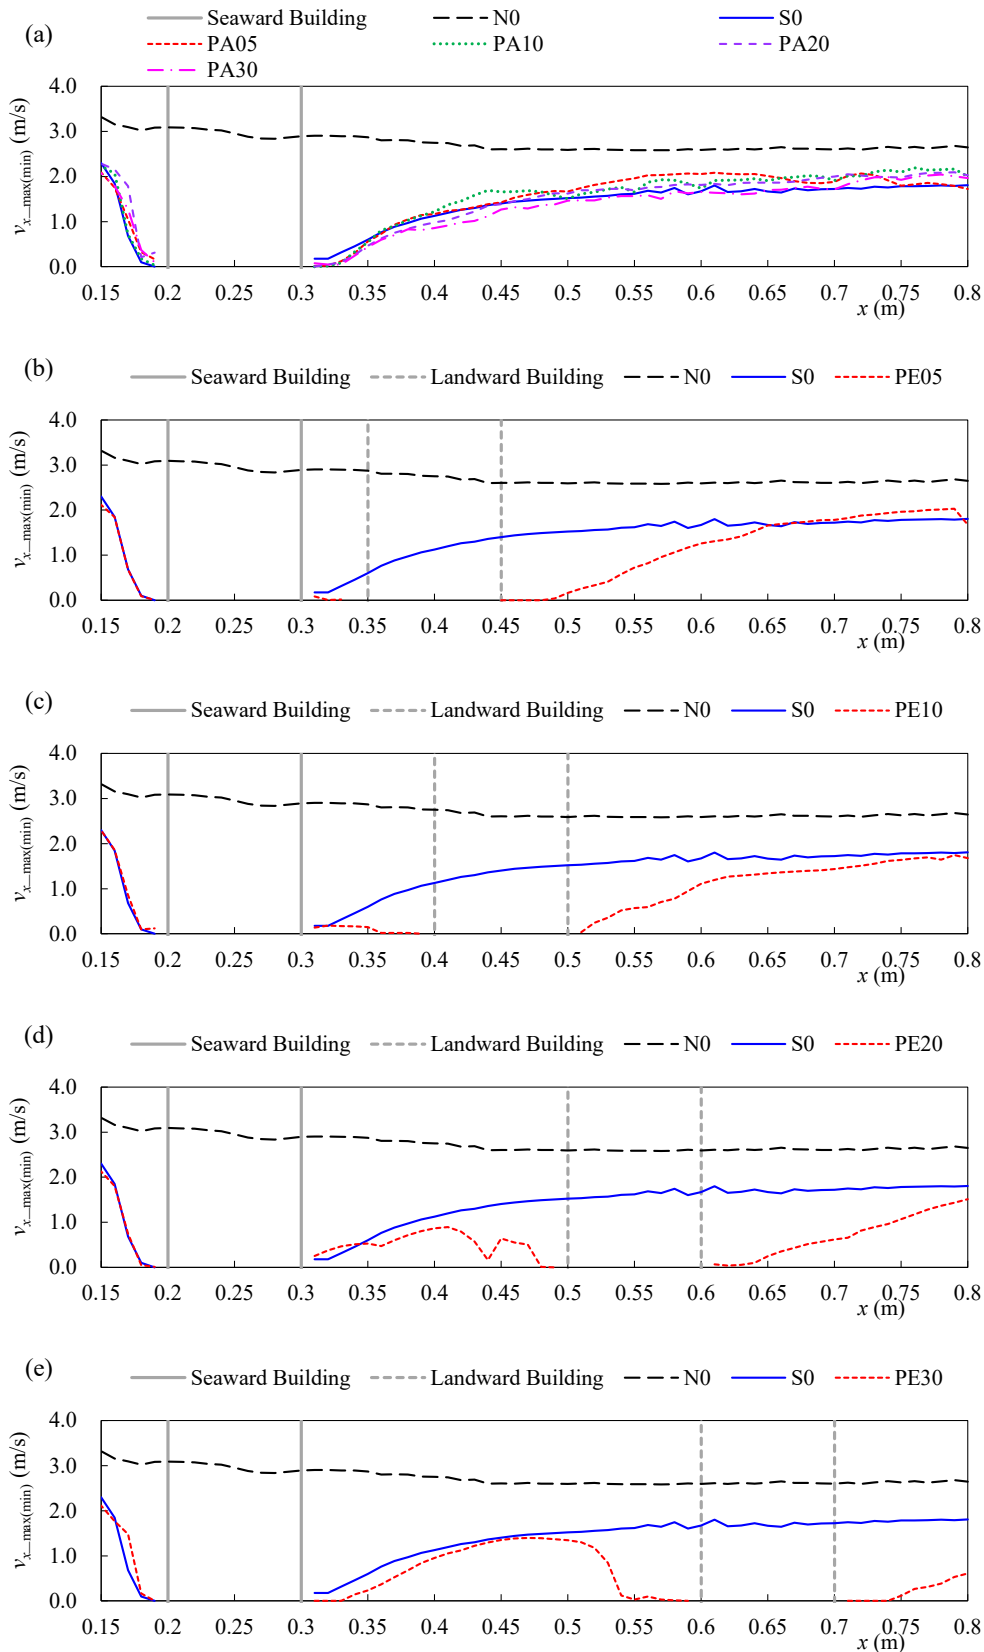 (a)
Seaward Building N0 S0
PA05 PA10 PA20
PA30
v_x_max(min) (m/s)
4.0
3.0
2.0
1.0
0.0
0.15 0.2 0.25 0.3 0.35 0.4 0.45 0.5 0.55 0.6 0.65 0.7 0.75 0.8
x (m)
(b)
Seaward Building Landward Building N0 S0 PE05
v_x_max(min) (m/s)
4.0
3.0
2.0
1.0
0.0
0.15 0.2 0.25 0.3 0.35 0.4 0.45 0.5 0.55 0.6 0.65 0.7 0.75 0.8
x (m)
(c)
Seaward Building Landward Building N0 S0 PE10
v_x_max(min) (m/s)
4.0
3.0
2.0
1.0
0.0
0.15 0.2 0.25 0.3 0.35 0.4 0.45 0.5 0.55 0.6 0.65 0.7 0.75 0.8
x (m)
(d)
Seaward Building Landward Building N0 S0 PE20
v_x_max(min) (m/s)
4.0
3.0
2.0
1.0
0.0
0.15 0.2 0.25 0.3 0.35 0.4 0.45 0.5 0.55 0.6 0.65 0.7 0.75 0.8
x (m)
(e)
Seaward Building Landward Building N0 S0 PE30
v_x_max(min) (m/s)
4.0
3.0
2.0
1.0
0.0
0.15 0.2 0.25 0.3 0.35 0.4 0.45 0.5 0.55 0.6 0.65 0.7 0.75 0.8
x (m)